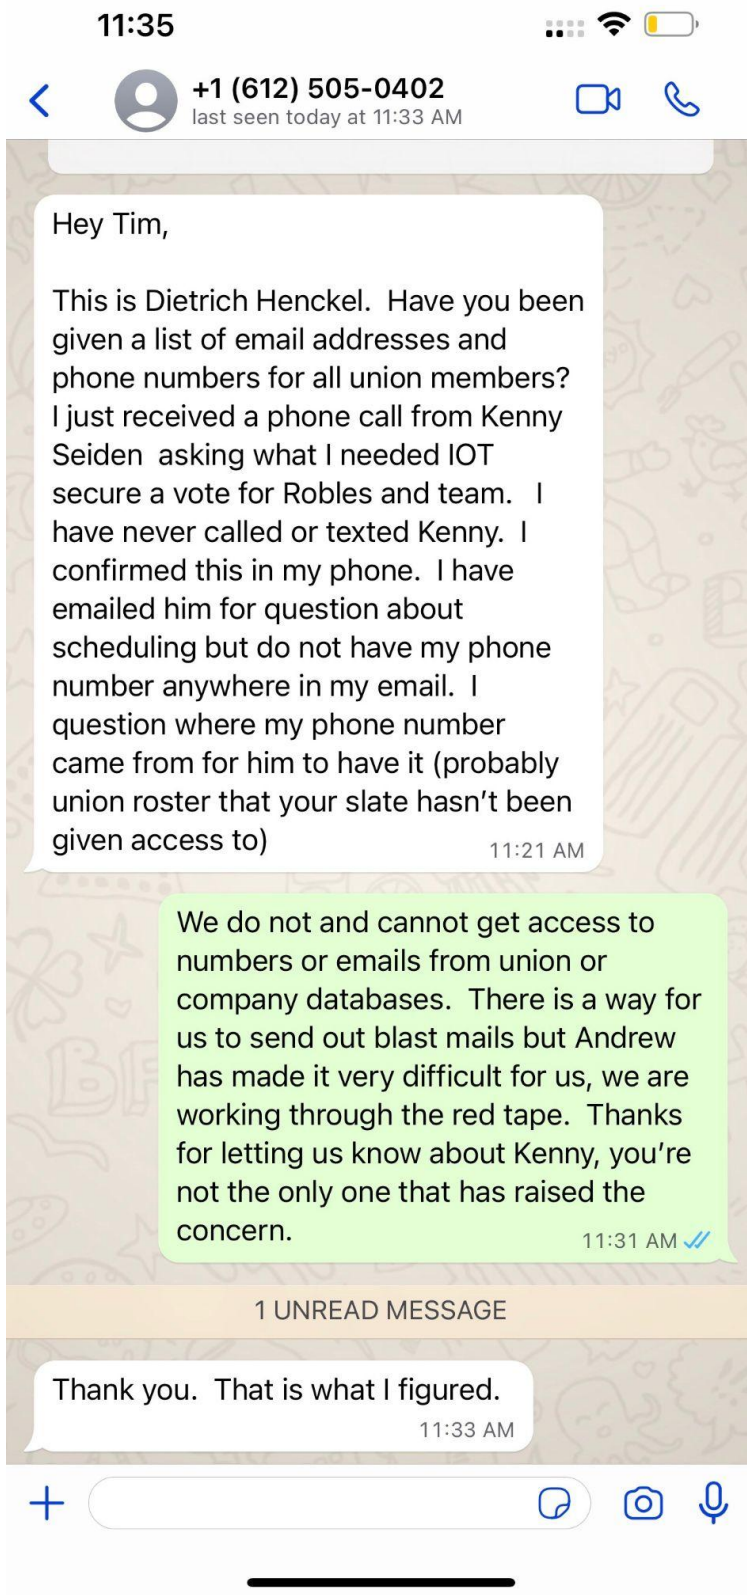 11:35
+1 (612) 505-0402
last seen today at 11:33 AM
Hey Tim,
This is Dietrich Henckel.  Have you been
given a list of email addresses and
phone numbers for all union members?
I just received a phone call from Kenny
Seiden  asking what I needed IOT
secure a vote for Robles and team.   I
have never called or texted Kenny.  I
confirmed this in my phone.  I have
emailed him for question about
scheduling but do not have my phone
number anywhere in my email.  I
question where my phone number
came from for him to have it (probably
union roster that your slate hasn’t been
given access to)
11:21 AM
We do not and cannot get access to
numbers or emails from union or
company databases.  There is a way for
us to send out blast mails but Andrew
has made it very difficult for us, we are
working through the red tape.  Thanks
for letting us know about Kenny, you’re
not the only one that has raised the
concern.
11:31 AM
1 UNREAD MESSAGE
Thank you.  That is what I figured.
11:33 AM